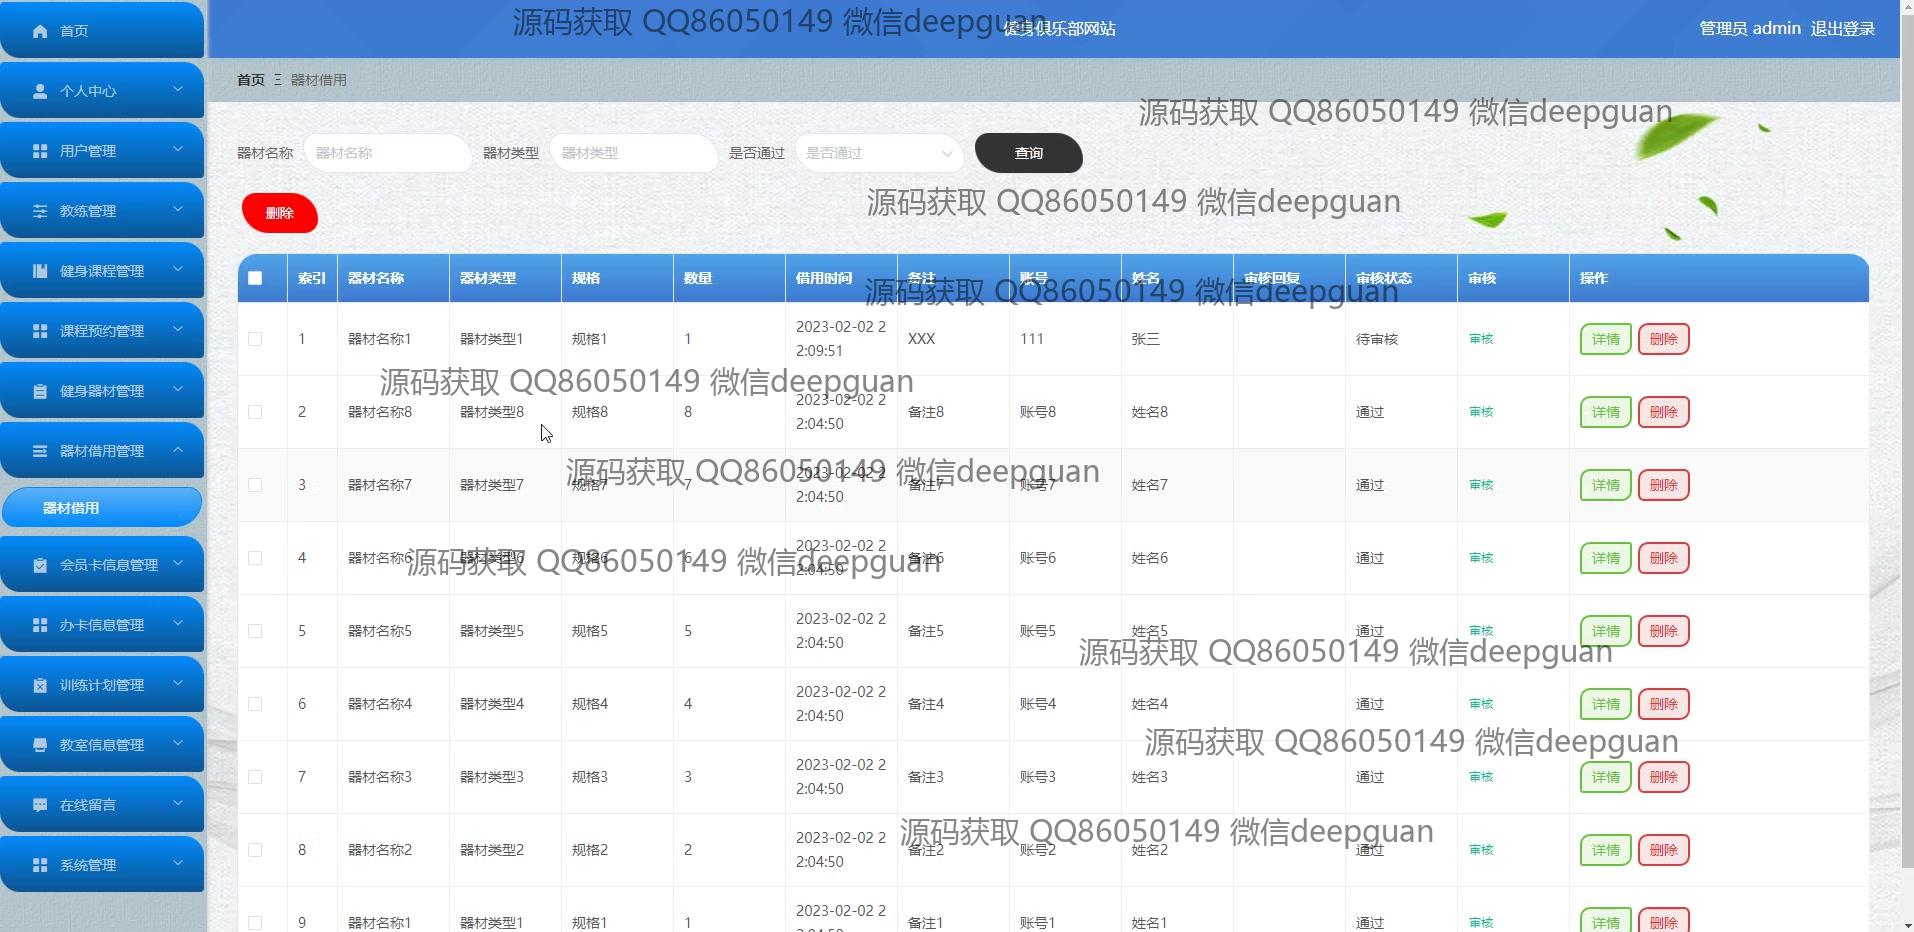 首页
个人中心
用户管理
教练管理
健身课程管理
课程预约管理
健身器材管理
器材借用管理
器材借用
会员卡信息管理
办卡信息管理
训练计划管理
教室信息管理
在线留言
系统管理
源码获取 QQ86050149 微信deepguan
健身俱乐部网站
管理员 admin 退出登录
首页 器材借用
源码获取 QQ86050149 微信deepguan
器材名称 器材名称 器材类型 器材类型 是否通过 是否通过 查询
源码获取 QQ86050149 微信deepguan
删除
索引 器材名称 器材类型 规格 数量 借用时间 备注 账号 姓名 审核回复 审核状态 审核 操作
源码获取 QQ86050149 微信deepguan
1 器材名称1 器材类型1 规格1 1 2023-02-02 2
2:09:51 XXX 111 张三 待审核 审核 详情 删除
源码获取 QQ86050149 微信deepguan
2 器材名称8 器材类型8 规格8 8 2023-02-02 2
2:04:50 备注8 账号8 姓名8 通过 审核 详情 删除
源码获取 QQ86050149 微信deepguan
3 器材名称7 器材类型7 规格7 7 2023-02-02 2
2:04:50 备注7 账号7 姓名7 通过 审核 详情 删除
源码获取 QQ86050149 微信deepguan
4 器材名称6 器材类型6 规格6 6 2023-02-02 2
2:04:50 备注6 账号6 姓名6 通过 审核 详情 删除
5 器材名称5 器材类型5 规格5 5 2023-02-02 2
2:04:50 备注5 账号5 姓名5 通过 审核 详情 删除
源码获取 QQ86050149 微信deepguan
6 器材名称4 器材类型4 规格4 4 2023-02-02 2
2:04:50 备注4 账号4 姓名4 通过 审核 详情 删除
源码获取 QQ86050149 微信deepguan
7 器材名称3 器材类型3 规格3 3 2023-02-02 2
2:04:50 备注3 账号3 姓名3 通过 审核 详情 删除
源码获取 QQ86050149 微信deepguan
8 器材名称2 器材类型2 规格2 2 2023-02-02 2
2:04:50 备注2 账号2 姓名2 通过 审核 详情 删除
9 器材名称1 器材类型1 规格1 1 2023-02-02 2
2:04:50 备注1 账号1 姓名1 通过 审核 详情 删除